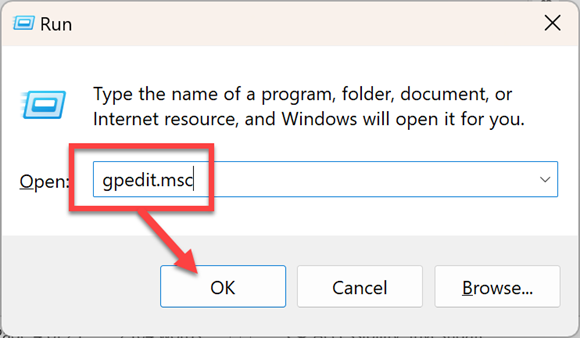 Run
Type the name of a program, folder, document, or
Internet resource, and Windows will open it for you.
Open: gpedit.msc
OK Cancel Browse...